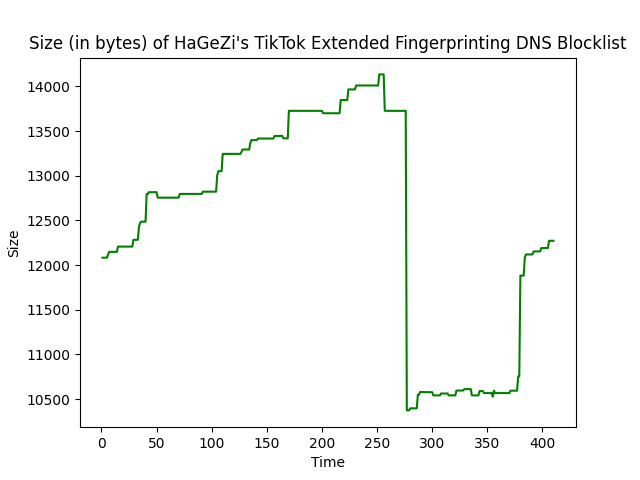 Size (in bytes) of HaGeZi's TikTok Extended Fingerprinting DNS Blocklist
14000
13500
13000
12500
12000
11500
11000
10500
Size
0 50 100 150 200 250 300 350 400
Time